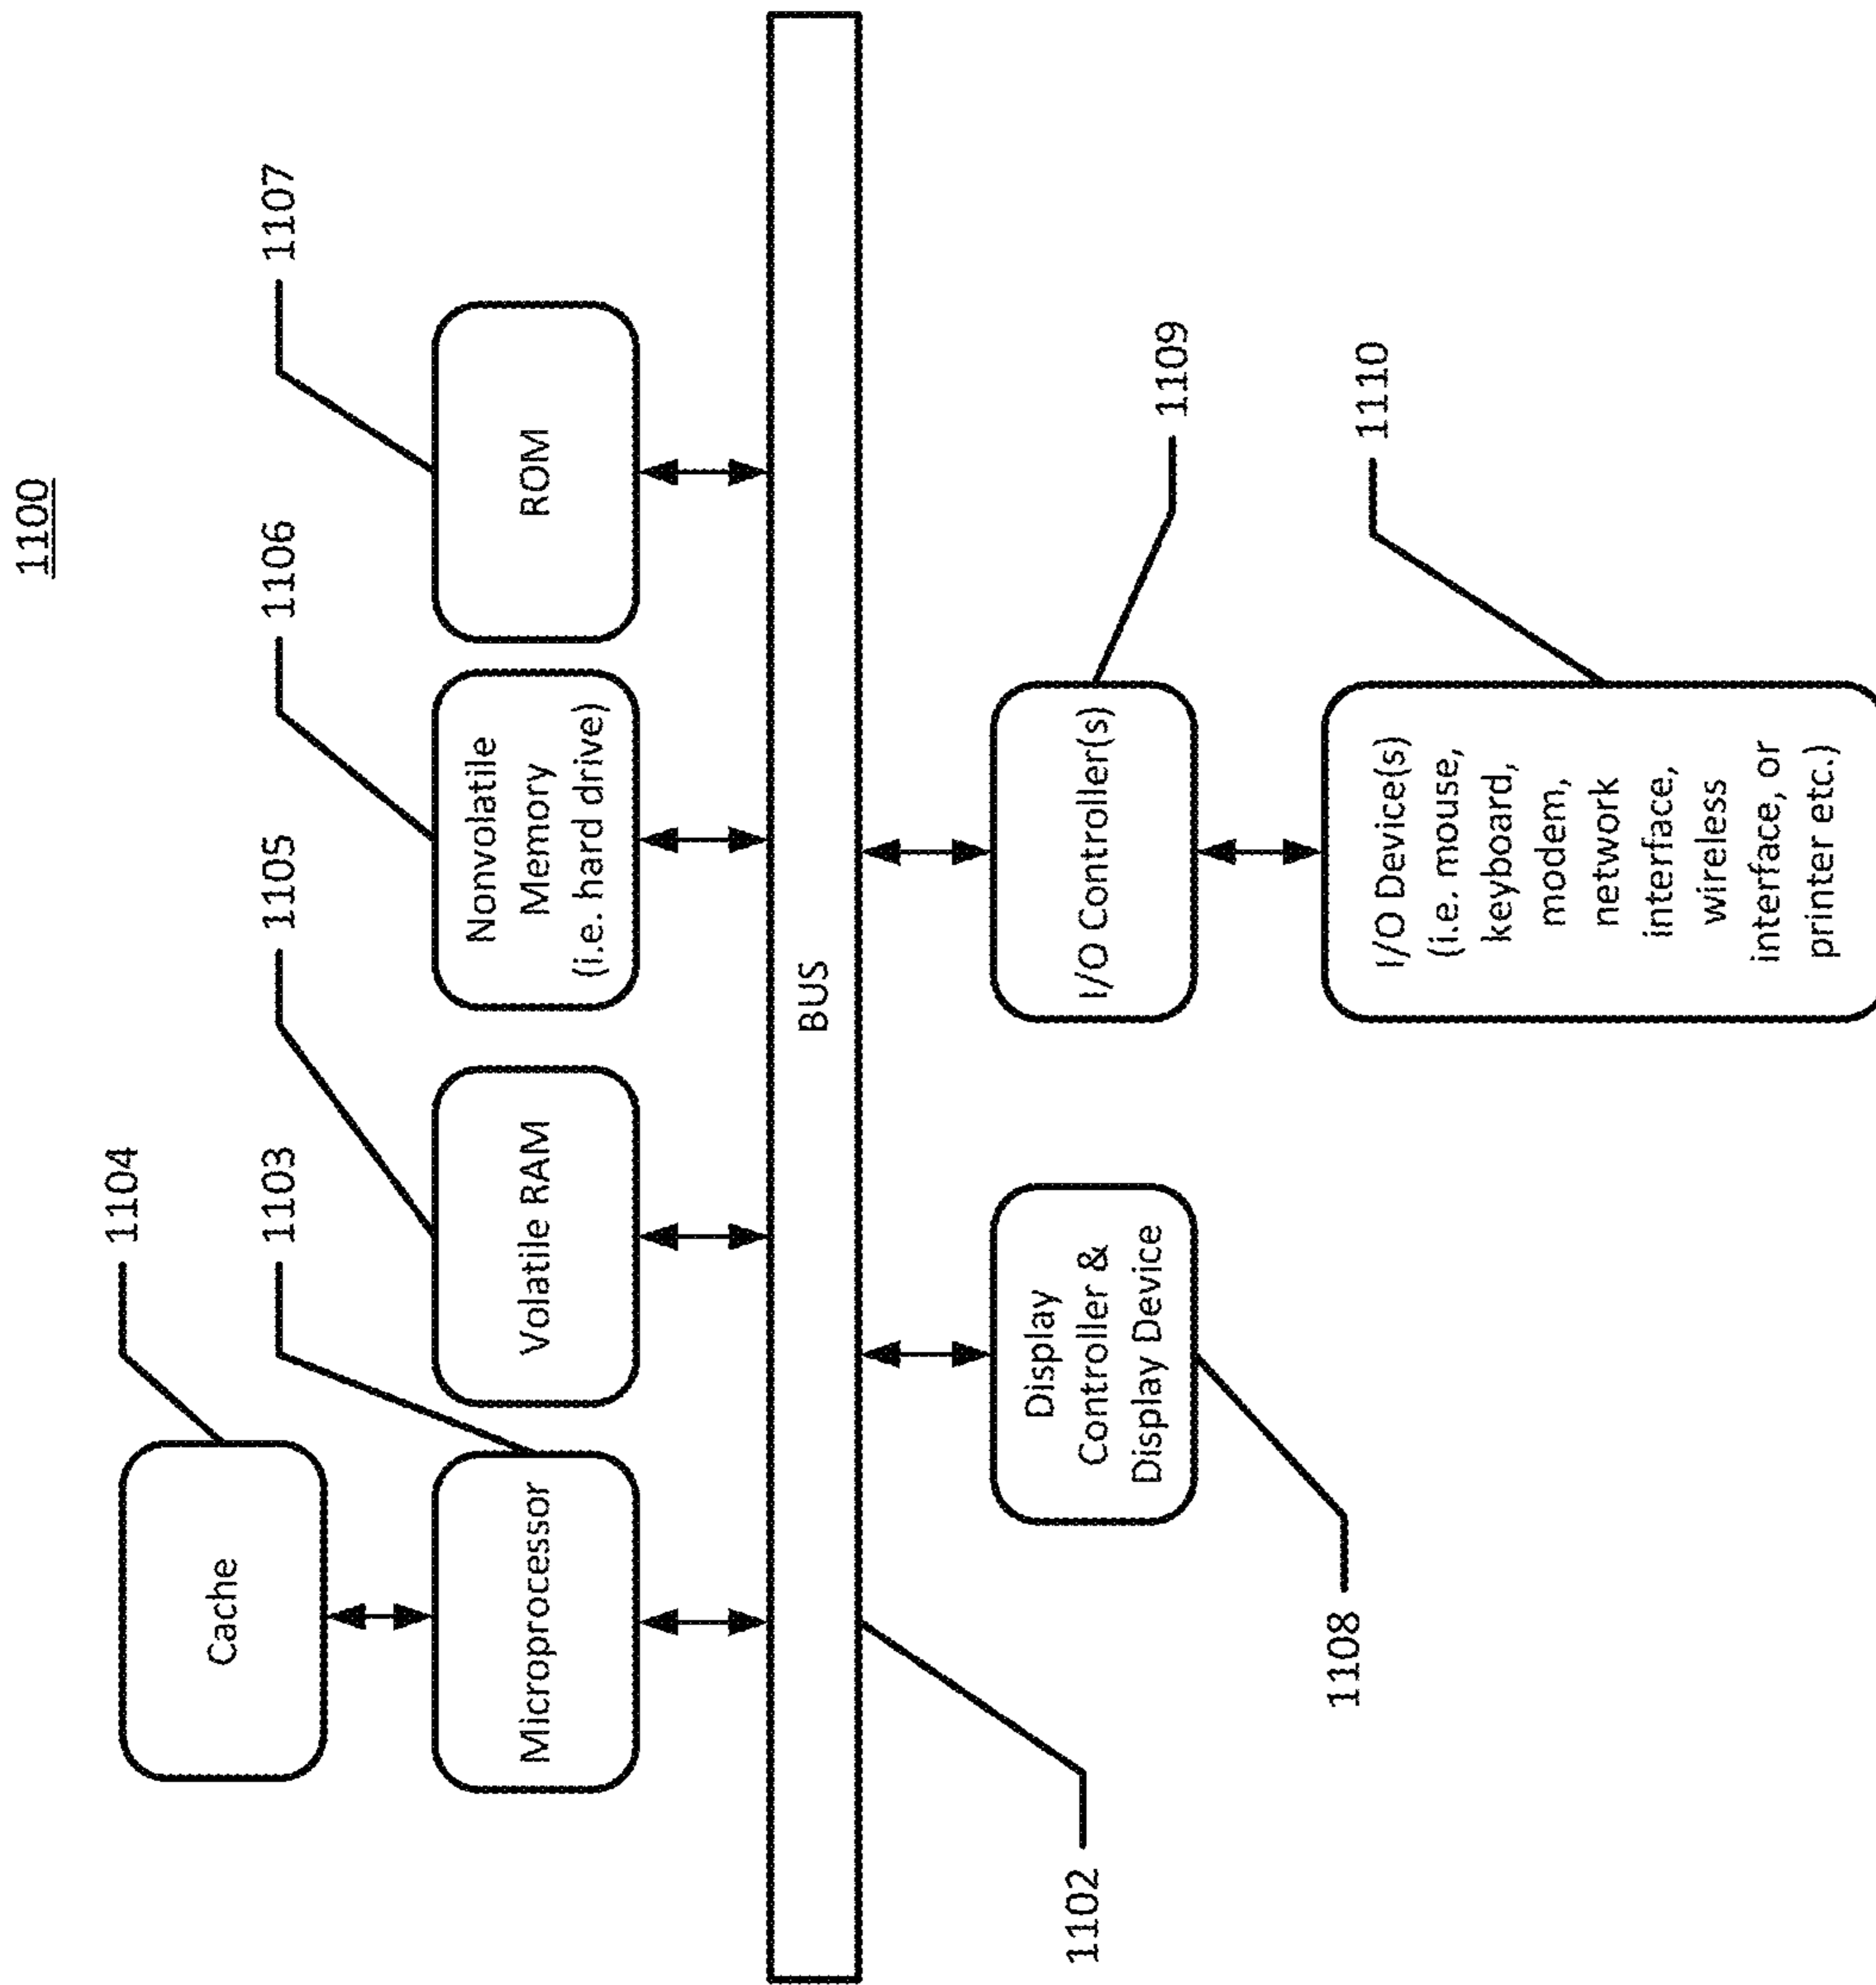 1100
1104
Cache
1103
1105
1106
1107
Microprocessor
Volatile RAM
Nonvolatile
Memory
(i.e. hard drive)
ROM
BUS
1102
Display
Controller &
Display Device
1108
I/O Controller(s)
1109
I/O Device(s)
(i.e. mouse,
keyboard,
modem,
network
interface,
wireless
interface, or
printer etc.)
1110